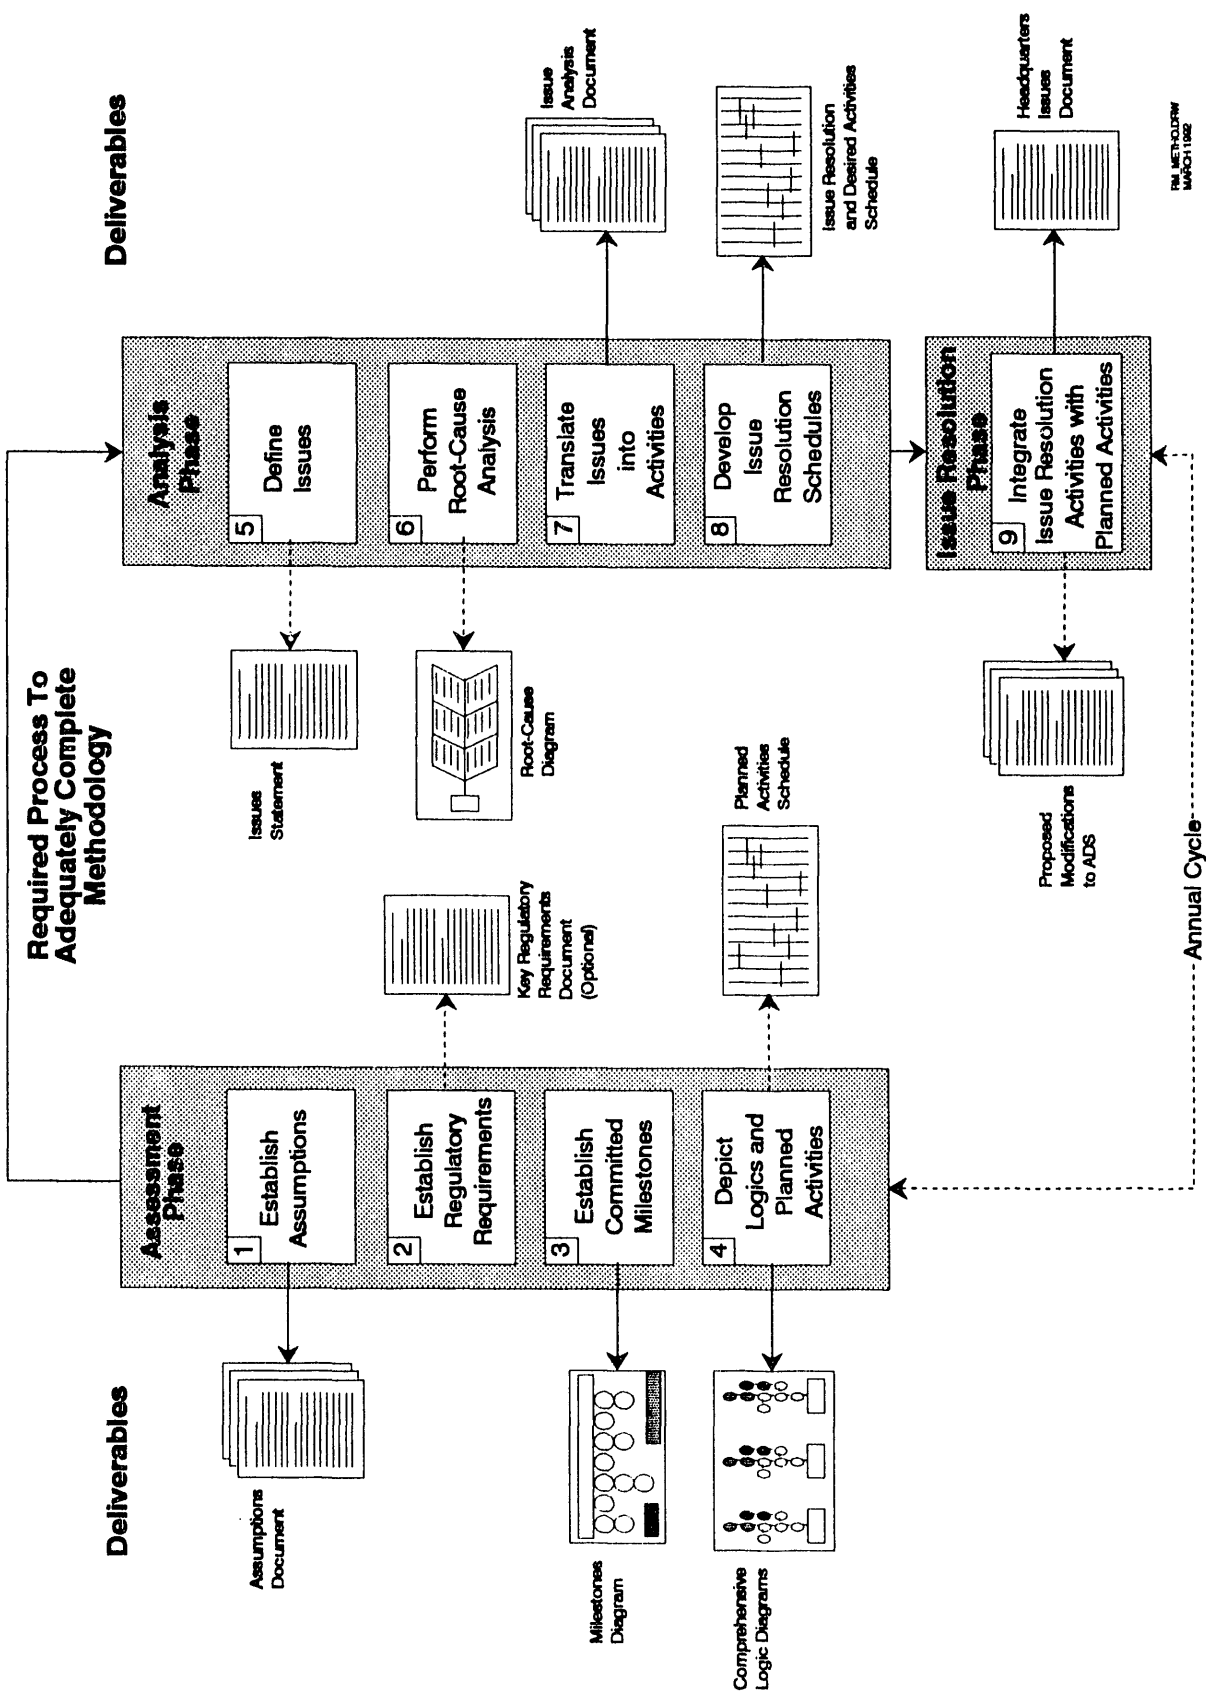 Required Process To
Adequately Complete
Methodology
Deliverables
Deliverables
Assessment
Phase
1
Establish
Assumptions
2
Establish
Regulatory
Requirements
3
Establish
Committed
Milestones
4
Depict
Logics and
Planned
Activities
Assumptions
Document
Milestones
Diagram
Comprehensive
Logic Diagrams
Key Regulatory
Requirements
Document
(Optional)
Planned
Activities
Schedule
Analysis
Phase
5
Define
Issues
6
Perform
Root-Cause
Analysis
7
Translate
Issues
into
Activities
8
Develop
Issue
Resolution
Schedules
Issues
Statement
Root-Cause
Diagram
Issue
Analysis
Document
Issue Resolution
and Desired Activities
Schedule
Issue Resolution
Phase
9
Integrate
Issue Resolution
Activities with
Planned Activities
Proposed
Modifications
to ADS
Headquarters
Issues
Document
Annual Cycle
RM_METHO.DRW
MARCH 1992